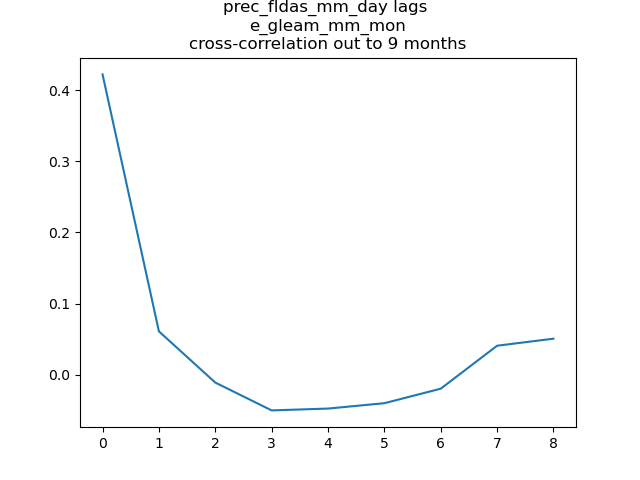 prec_fldas_mm_day lags
e_gleam_mm_mon
cross-correlation out to 9 months
0.4
0.3
0.2
0.1
0.0
0 1 2 3 4 5 6 7 8